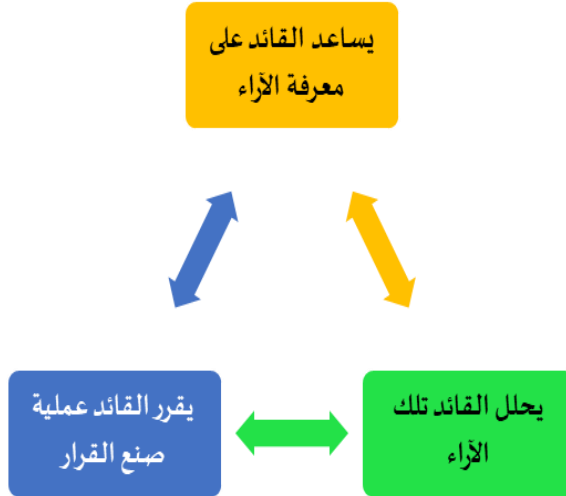 يساعد القائد على
معرفة الآراء
يحلل القائد تلك
الآراء
يقرر القائد عملية
صنع القرار